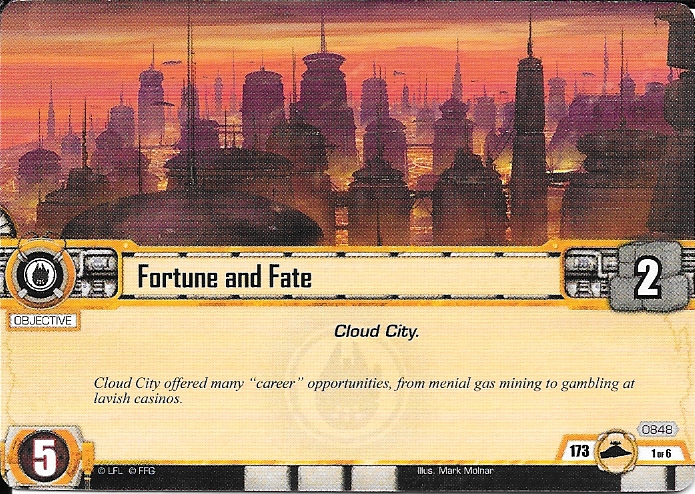 Fortune and Fate
2
OBJECTIVE
Cloud City.
Cloud City offered many “career” opportunities, from menial gas mining to gambling at
lavish casinos.
5
© LFL © FFG
Illus. Mark Molnar
0848
173
1 OF 6